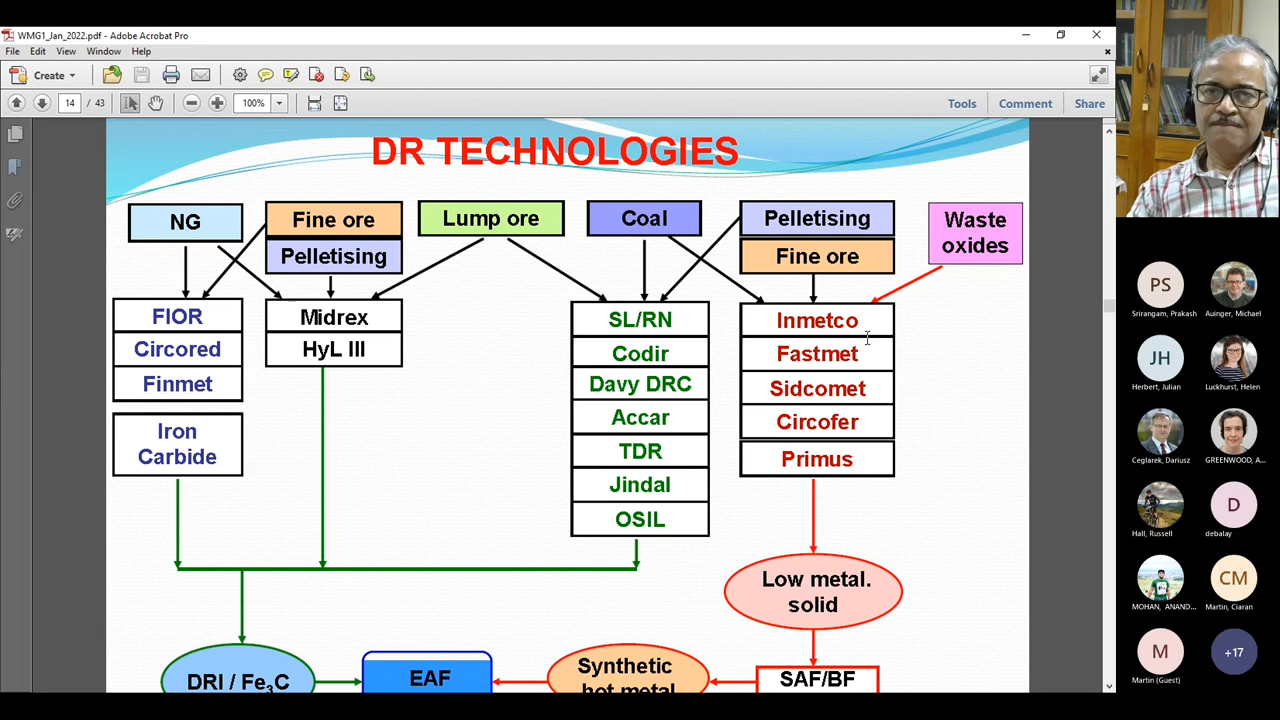 WMG1_Jan_2022.pdf - Adobe Acrobat Pro
File Edit View Window Help
Create
14 / 43
100%
Tools Comment Share
DR TECHNOLOGIES
NG
Fine ore
Pelletising
Lump ore
Coal
Pelletising
Fine ore
Waste
oxides
FIOR
Circored
Finmet
Iron
Carbide
Midrex
HyL III
SL/RN
Codir
Davy DRC
Accar
TDR
Jindal
OSIL
Inmetco
Fastmet
Sidcomet
Circofer
Primus
Low metal.
solid
DRI / Fe3C
EAF
Synthetic
hot metal
SAF/BF
PS
Srirangam, Prakash
Auinger, Michael
JH
Herbert, Julian
Luckhurst, Helen
Ceglarek, Dariusz
GREENWOOD, A...
Hall, Russell
D
debalay
MOHAN, ANAND...
CM
Martin, Ciaran
M
Martin (Guest)
+17